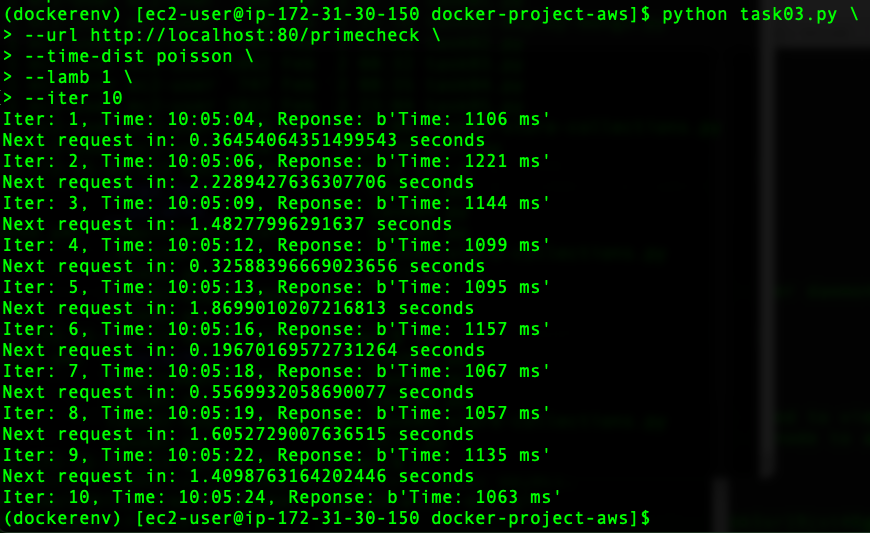 (dockerenv) [ec2-user@ip-172-31-30-150 docker-project-aws]$ python task03.py \
> --url http://localhost:80/primecheck \
> --time-dist poisson \
> --lamb 1 \
> --iter 10
Iter: 1, Time: 10:05:04, Reponse: b'Time: 1106 ms'
Next request in: 0.36454064351499543 seconds
Iter: 2, Time: 10:05:06, Reponse: b'Time: 1221 ms'
Next request in: 2.2289427636307706 seconds
Iter: 3, Time: 10:05:09, Reponse: b'Time: 1144 ms'
Next request in: 1.48277996291637 seconds
Iter: 4, Time: 10:05:12, Reponse: b'Time: 1099 ms'
Next request in: 0.32588396669023656 seconds
Iter: 5, Time: 10:05:13, Reponse: b'Time: 1095 ms'
Next request in: 1.8699010207216813 seconds
Iter: 6, Time: 10:05:16, Reponse: b'Time: 1157 ms'
Next request in: 0.19670169572731264 seconds
Iter: 7, Time: 10:05:18, Reponse: b'Time: 1067 ms'
Next request in: 0.5569932058690077 seconds
Iter: 8, Time: 10:05:19, Reponse: b'Time: 1057 ms'
Next request in: 1.6052729007636515 seconds
Iter: 9, Time: 10:05:22, Reponse: b'Time: 1135 ms'
Next request in: 1.4098763164202446 seconds
Iter: 10, Time: 10:05:24, Reponse: b'Time: 1063 ms'
(dockerenv) [ec2-user@ip-172-31-30-150 docker-project-aws]$